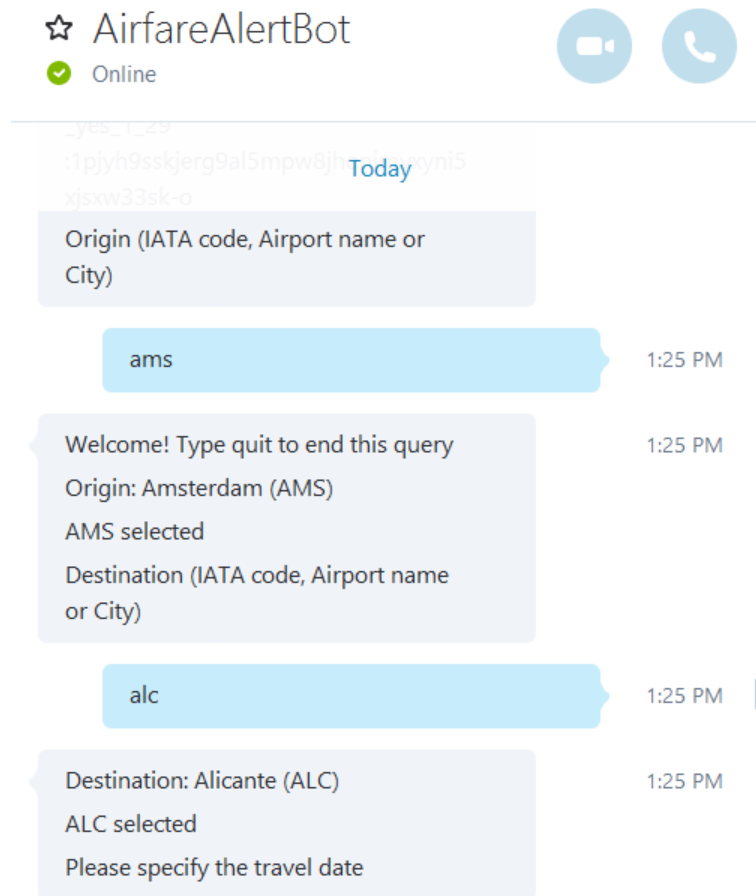 AirfareAlertBot
Online
_yes_1_29
Today
xjsxw33sk-o
Origin (IATA code, Airport name or
City)
ams
1:25 PM
Welcome! Type quit to end this query
1:25 PM
Origin: Amsterdam (AMS)
AMS selected
Destination (IATA code, Airport name
or City)
alc
1:25 PM
Destination: Alicante (ALC)
1:25 PM
ALC selected
Please specify the travel date